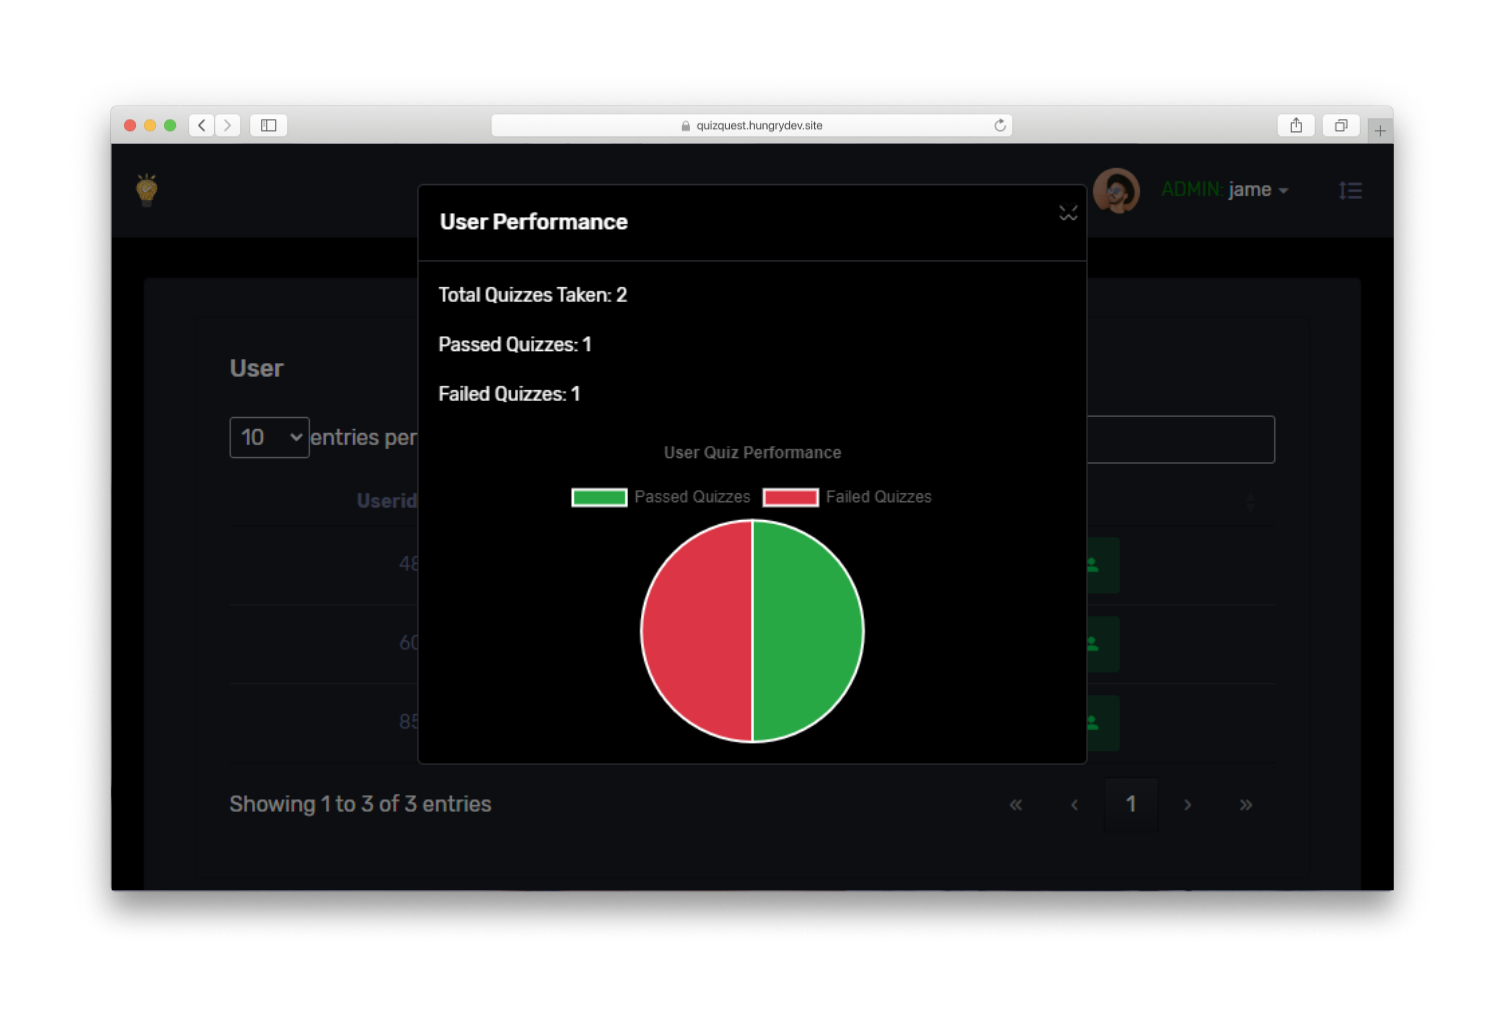 quizquest.hungrydev.site
ADMIN: jame
User Performance
Total Quizzes Taken: 2
Passed Quizzes: 1
Failed Quizzes: 1
User
10 entries per
User Quiz Performance
Passed Quizzes Failed Quizzes
Userid
48
60
85
Showing 1 to 3 of 3 entries
« ‹ 1 › »